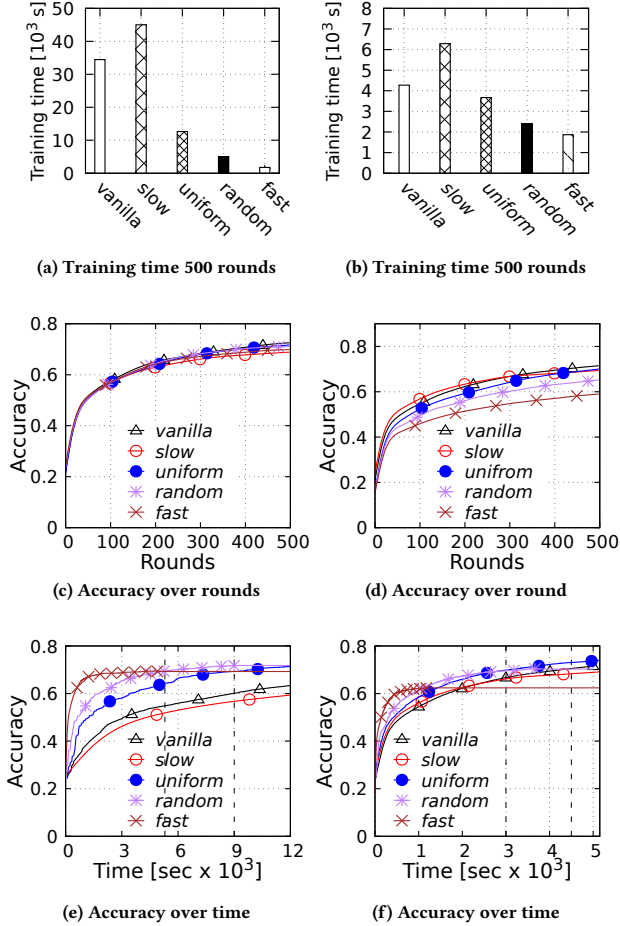 50
40
30
20
10
0
Training time [10³ s]
vanilla
slow
uniform
random
fast
(a) Training time 500 rounds
8
7
6
5
4
3
2
1
0
Training time [10³ s]
vanilla
slow
uniform
random
fast
(b) Training time 500 rounds
0.8
0.6
0.4
0.2
0
Accuracy
vanilla
slow
uniform
random
fast
0 100 200 300 400 500
Rounds
(c) Accuracy over rounds
0.8
0.6
0.4
0.2
0
Accuracy
vanilla
slow
unifrom
random
fast
0 100 200 300 400 500
Rounds
(d) Accuracy over round
0.8
0.6
0.4
0.2
0
Accuracy
vanilla
slow
uniform
random
fast
0 3 6 9 12
Time [sec x 10³]
(e) Accuracy over time
0.8
0.6
0.4
0.2
0
Accuracy
vanilla
slow
uniform
random
fast
0 1 2 3 4 5
Time [sec x 10³]
(f) Accuracy over time